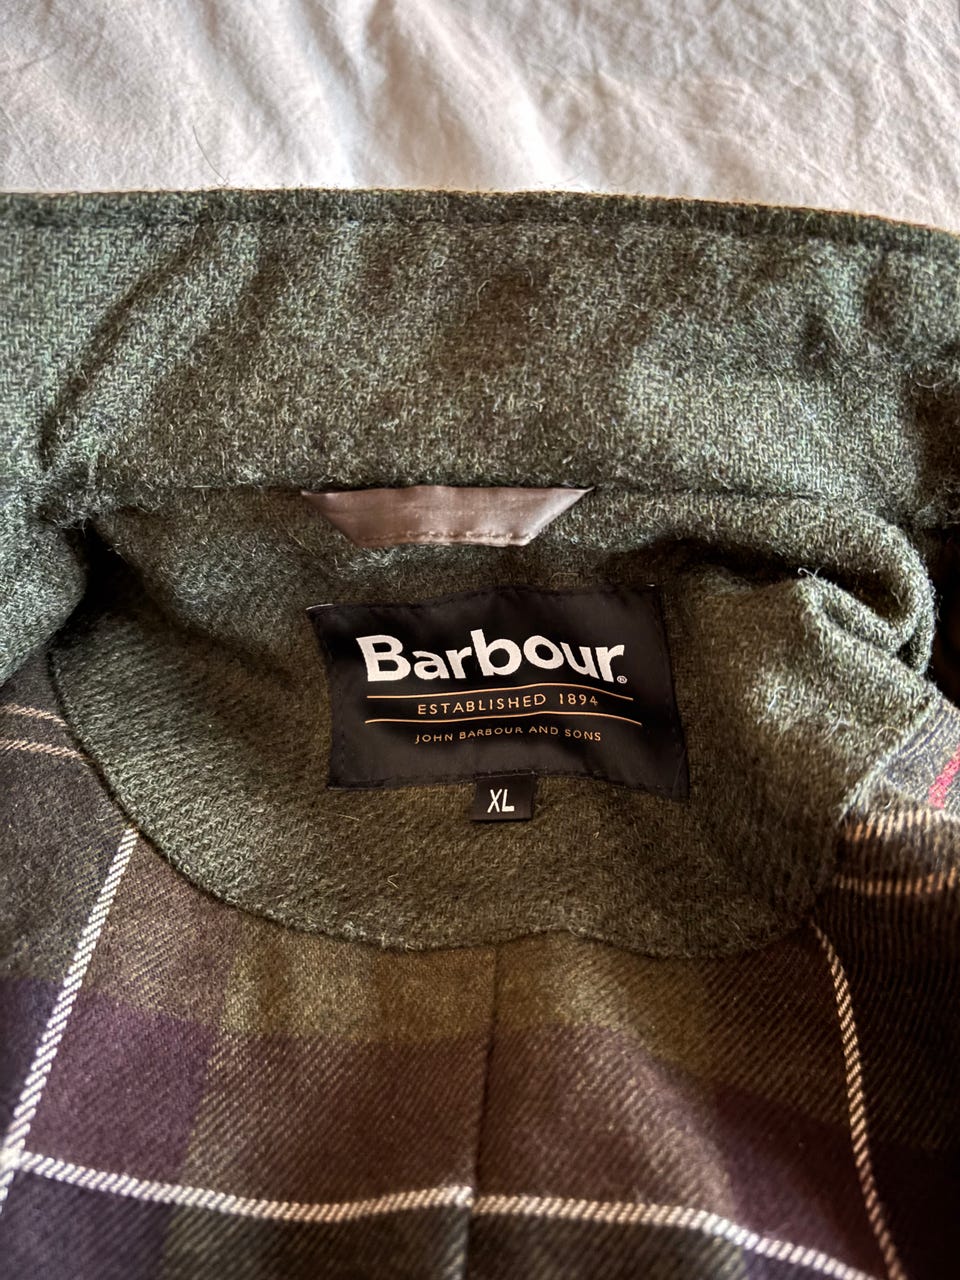 Barbour®
ESTABLISHED 1894
JOHN BARBOUR AND SONS
XL